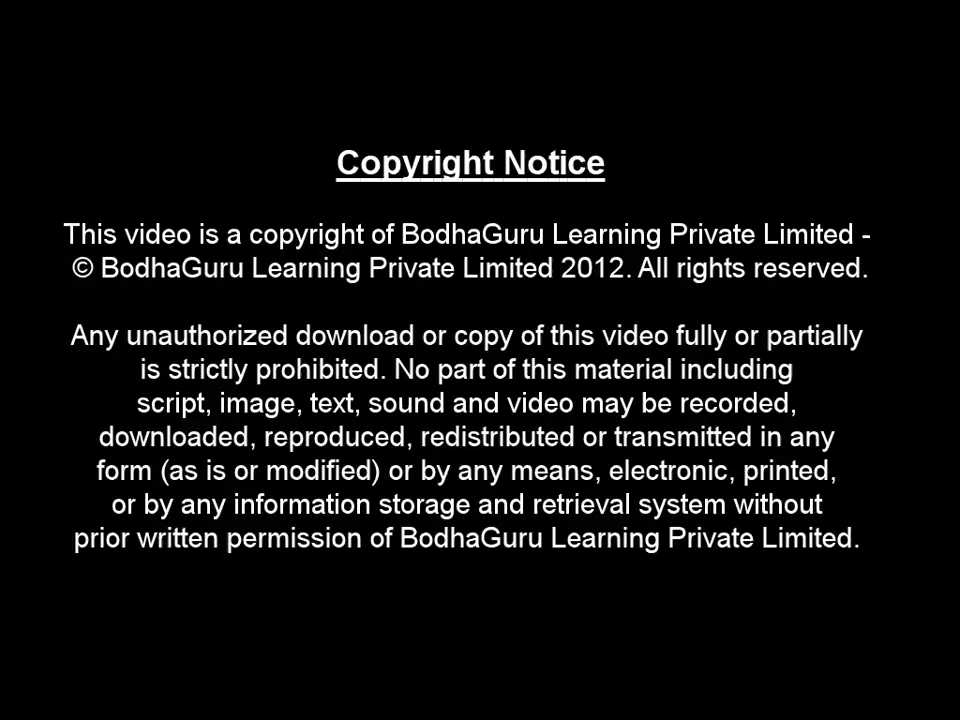 Copyright Notice
This video is a copyright of BodhaGuru Learning Private Limited -
© BodhaGuru Learning Private Limited 2012. All rights reserved.
Any unauthorized download or copy of this video fully or partially
is strictly prohibited. No part of this material including
script, image, text, sound and video may be recorded,
downloaded, reproduced, redistributed or transmitted in any
form (as is or modified) or by any means, electronic, printed,
or by any information storage and retrieval system without
prior written permission of BodhaGuru Learning Private Limited.